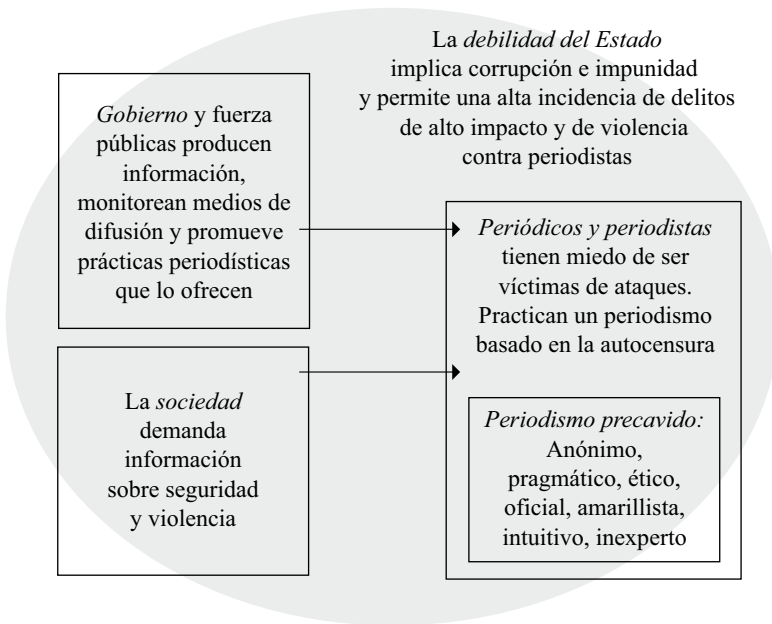 La debilidad del Estado
implica corrupción e impunidad
y permite una alta incidencia de delitos
de alto impacto y de violencia
contra periodistas
Gobierno y fuerza
públicas producen
información,
monitorean medios de
difusión y promueve
prácticas periodísticas
que lo ofrecen
Periódicos y periodistas
tienen miedo de ser
víctimas de ataques.
Practican un periodismo
basado en la autocensura
La sociedad
demanda
información
sobre seguridad
y violencia
Periodismo precavido:
Anónimo,
pragmático, ético,
oficial, amarillista,
intuitivo, inexperto